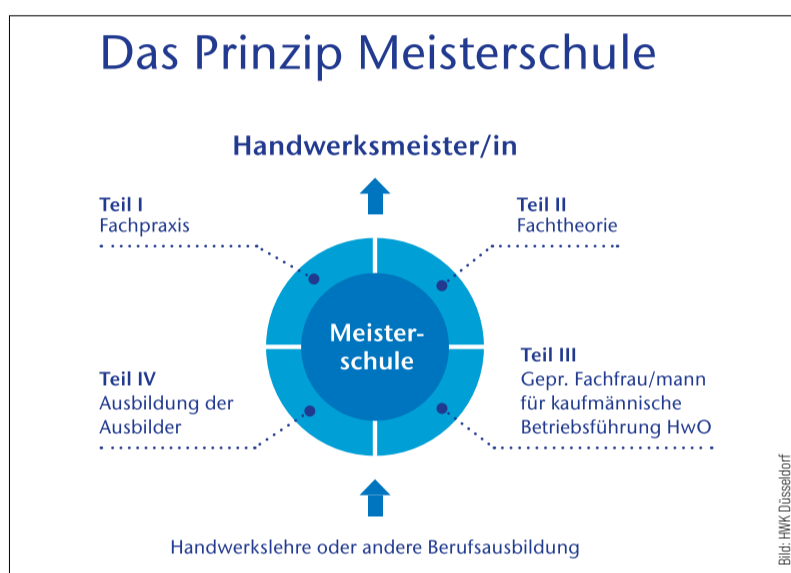 Das Prinzip Meisterschule
Handwerksmeister/in
Teil I
Fachpraxis
Teil II
Fachtheorie
Meister-
schule
Teil IV
Ausbildung der
Ausbilder
Teil III
Gepr. Fachfrau/mann
für kaufmännische
Betriebsführung HwO
Handwerkslehre oder andere Berufsausbildung
Bild: HWK Düsseldorf